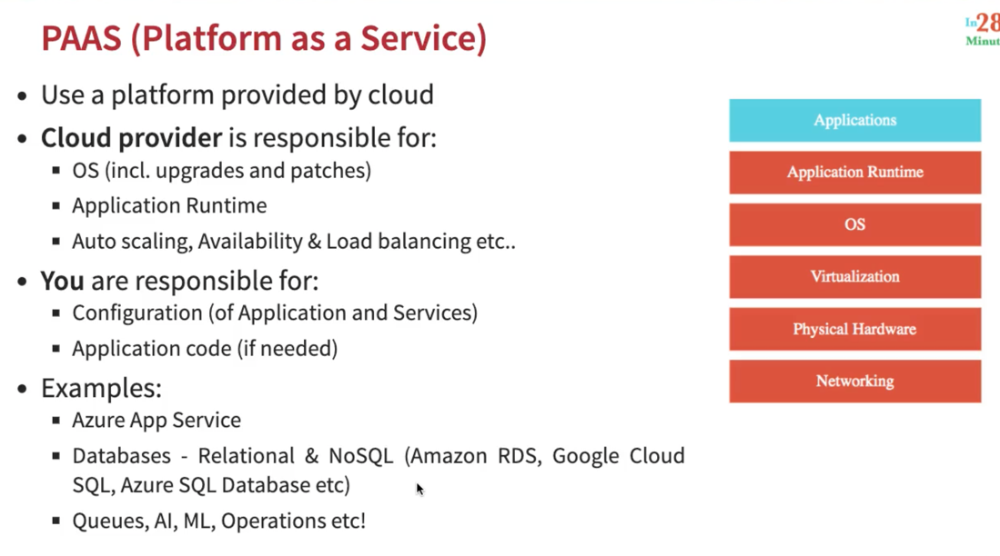 PAAS (Platform as a Service)
In28
Minut
• Use a platform provided by cloud
• Cloud provider is responsible for:
▪ OS (incl. upgrades and patches)
▪ Application Runtime
▪ Auto scaling, Availability & Load balancing etc..
• You are responsible for:
▪ Configuration (of Application and Services)
▪ Application code (if needed)
• Examples:
▪ Azure App Service
▪ Databases - Relational & NoSQL (Amazon RDS, Google Cloud
SQL, Azure SQL Database etc)
▪ Queues, AI, ML, Operations etc!
Applications
Application Runtime
OS
Virtualization
Physical Hardware
Networking